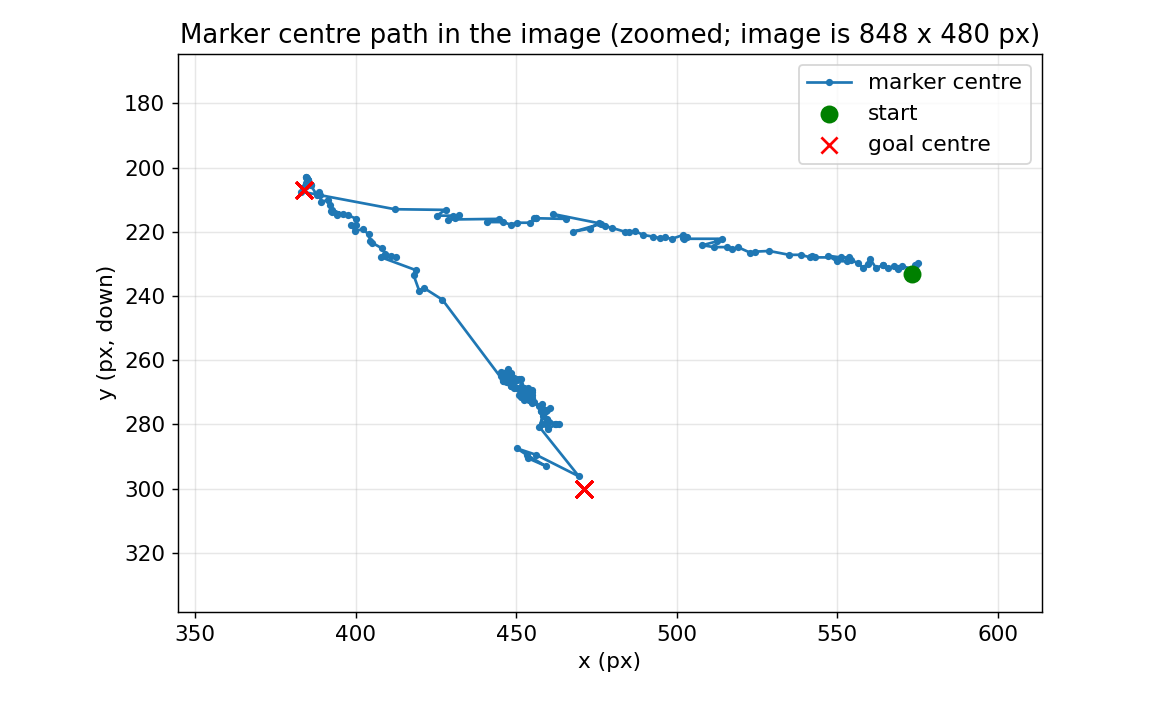 Marker centre path in the image (zoomed; image is 848 x 480 px)
marker centre
start
goal centre
180
200
220
240
260
280
300
320
y (px, down)
350
400
450
500
550
600
x (px)